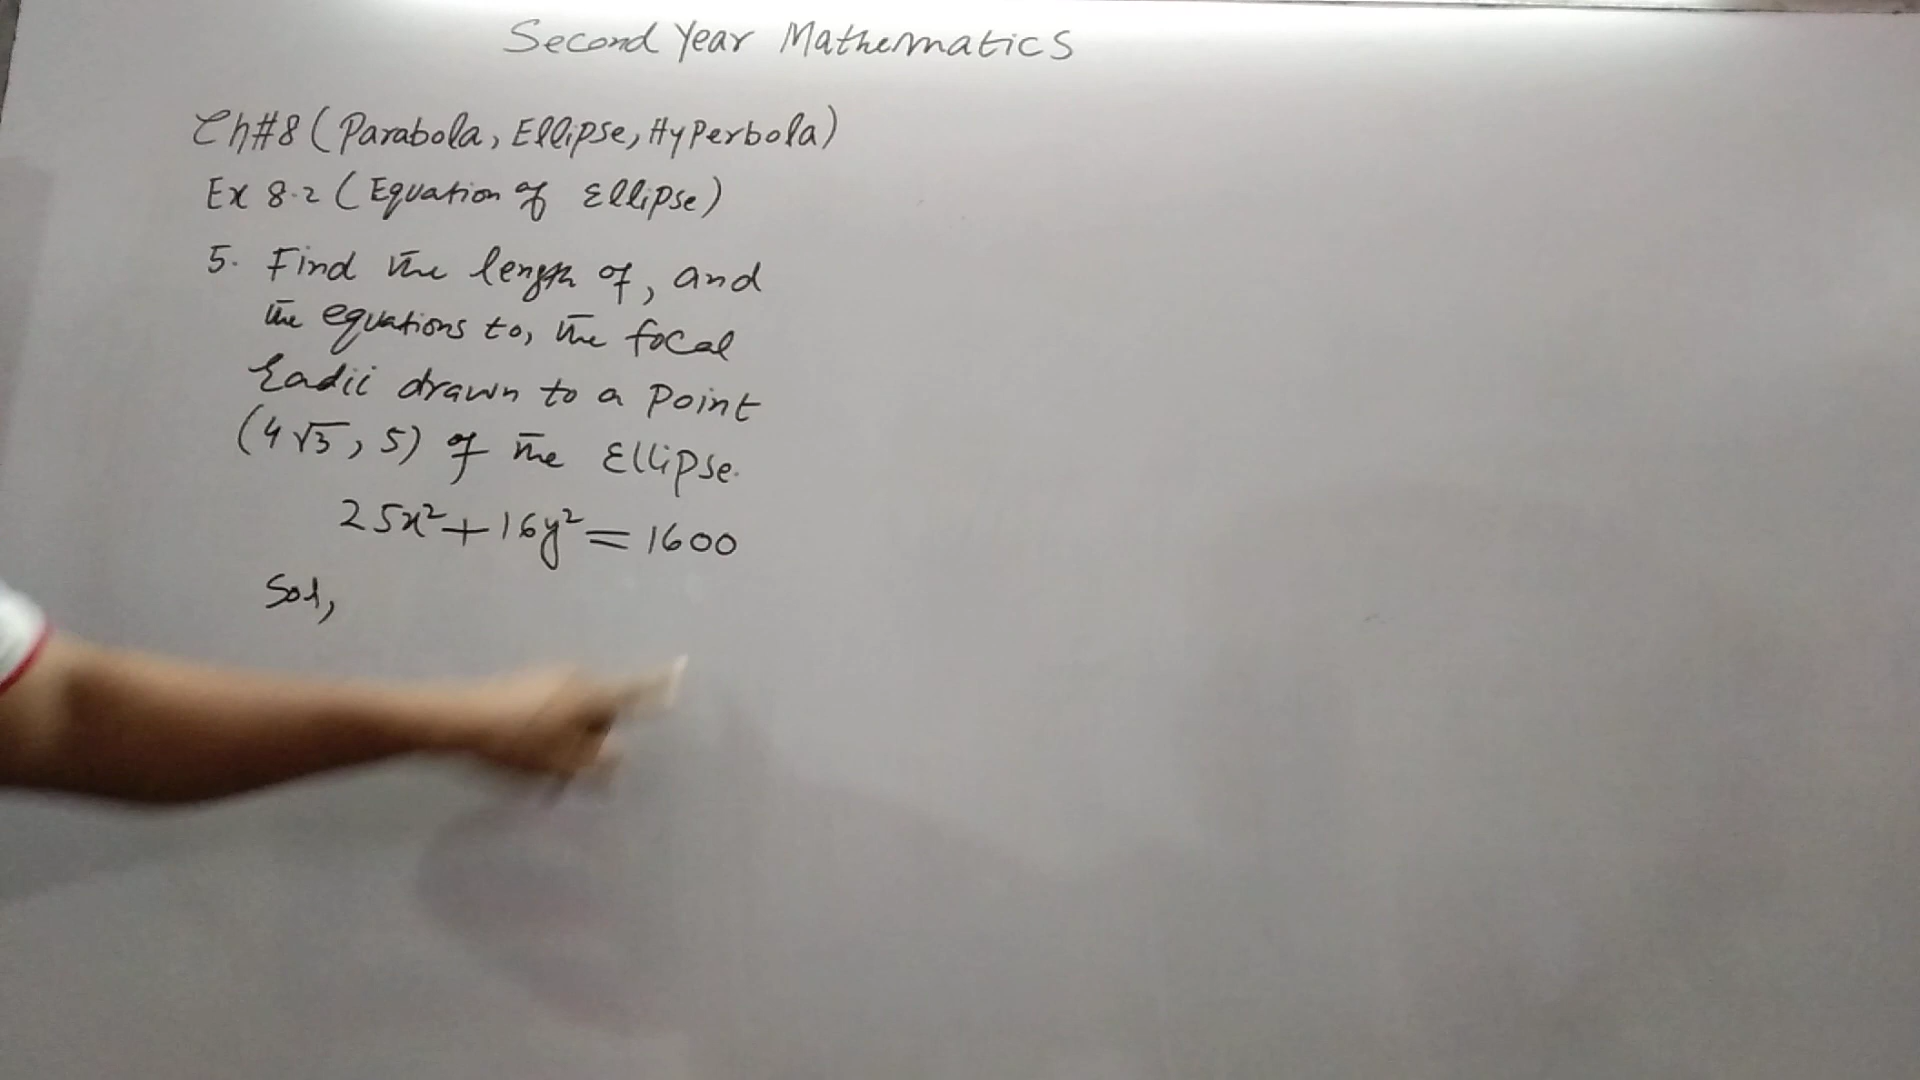 Second Year Mathematics
Ch#8 (Parabola, Ellipse, Hyperbola)
Ex 8.2 (Equation of Ellipse)
5. Find the length of, and
the equations to, the focal
radii drawn to a point
(4√3, 5) of the Ellipse.
25x²+16y²=1600
Sol,